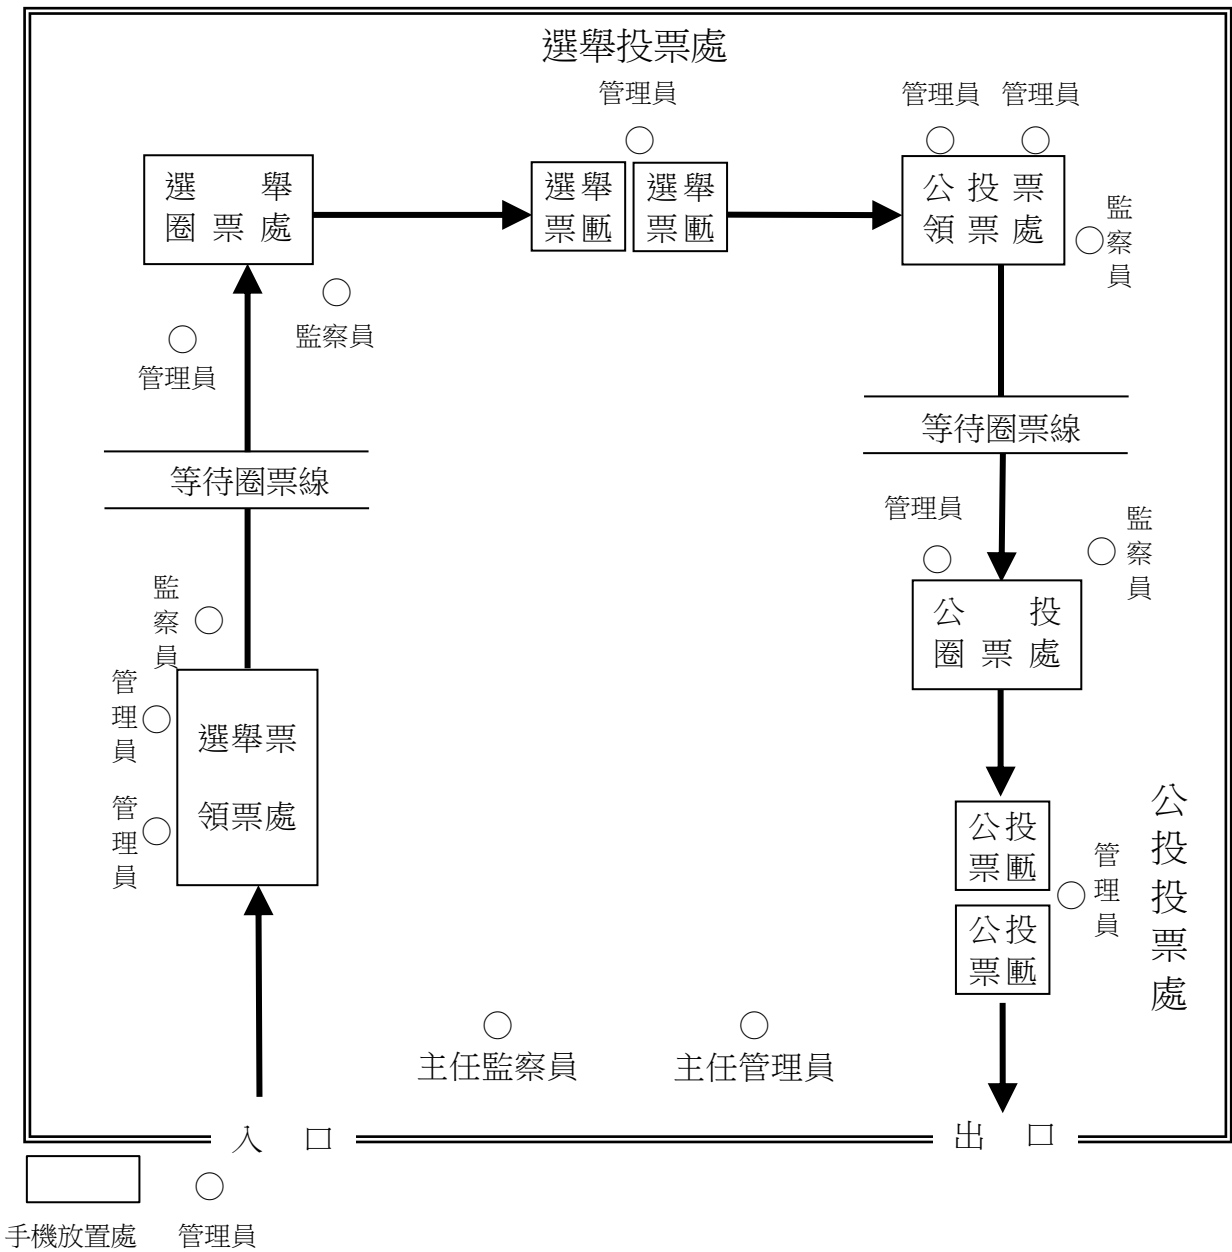 選舉投票處
管理員
管理員
管理員
選舉
圈票處
選舉
票匭
選舉
票匭
公投票
領票處
監察員
監察員
管理員
等待圈票線
等待圈票線
管理員
監察員
監察員
公投
圈票處
管理員
選舉票
領票處
管理員
公投
票匭
管理員
公投投票處
公投
票匭
主任監察員
主任管理員
入口
出口
手機放置處
管理員